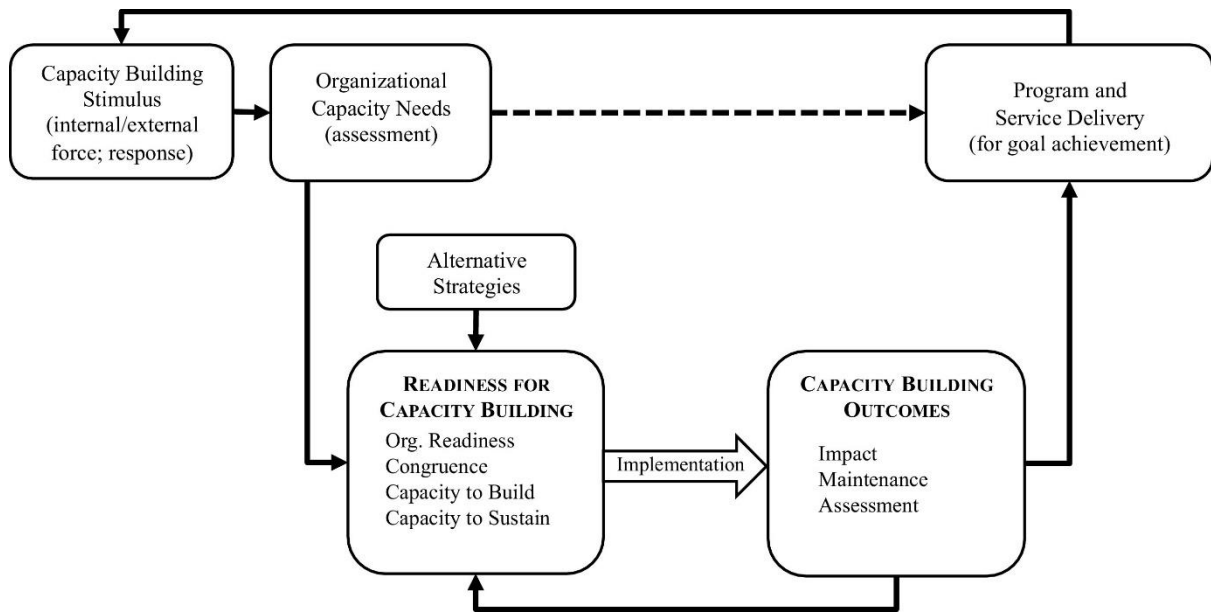 Capacity Building
Stimulus
(internal/external
force; response)
Organizational
Capacity Needs
(assessment)
Program and
Service Delivery
(for goal achievement)
Alternative
Strategies
READINESS FOR
CAPACITY BUILDING
Org. Readiness
Congruence
Capacity to Build
Capacity to Sustain
Implementation
CAPACITY BUILDING
OUTCOMES
Impact
Maintenance
Assessment